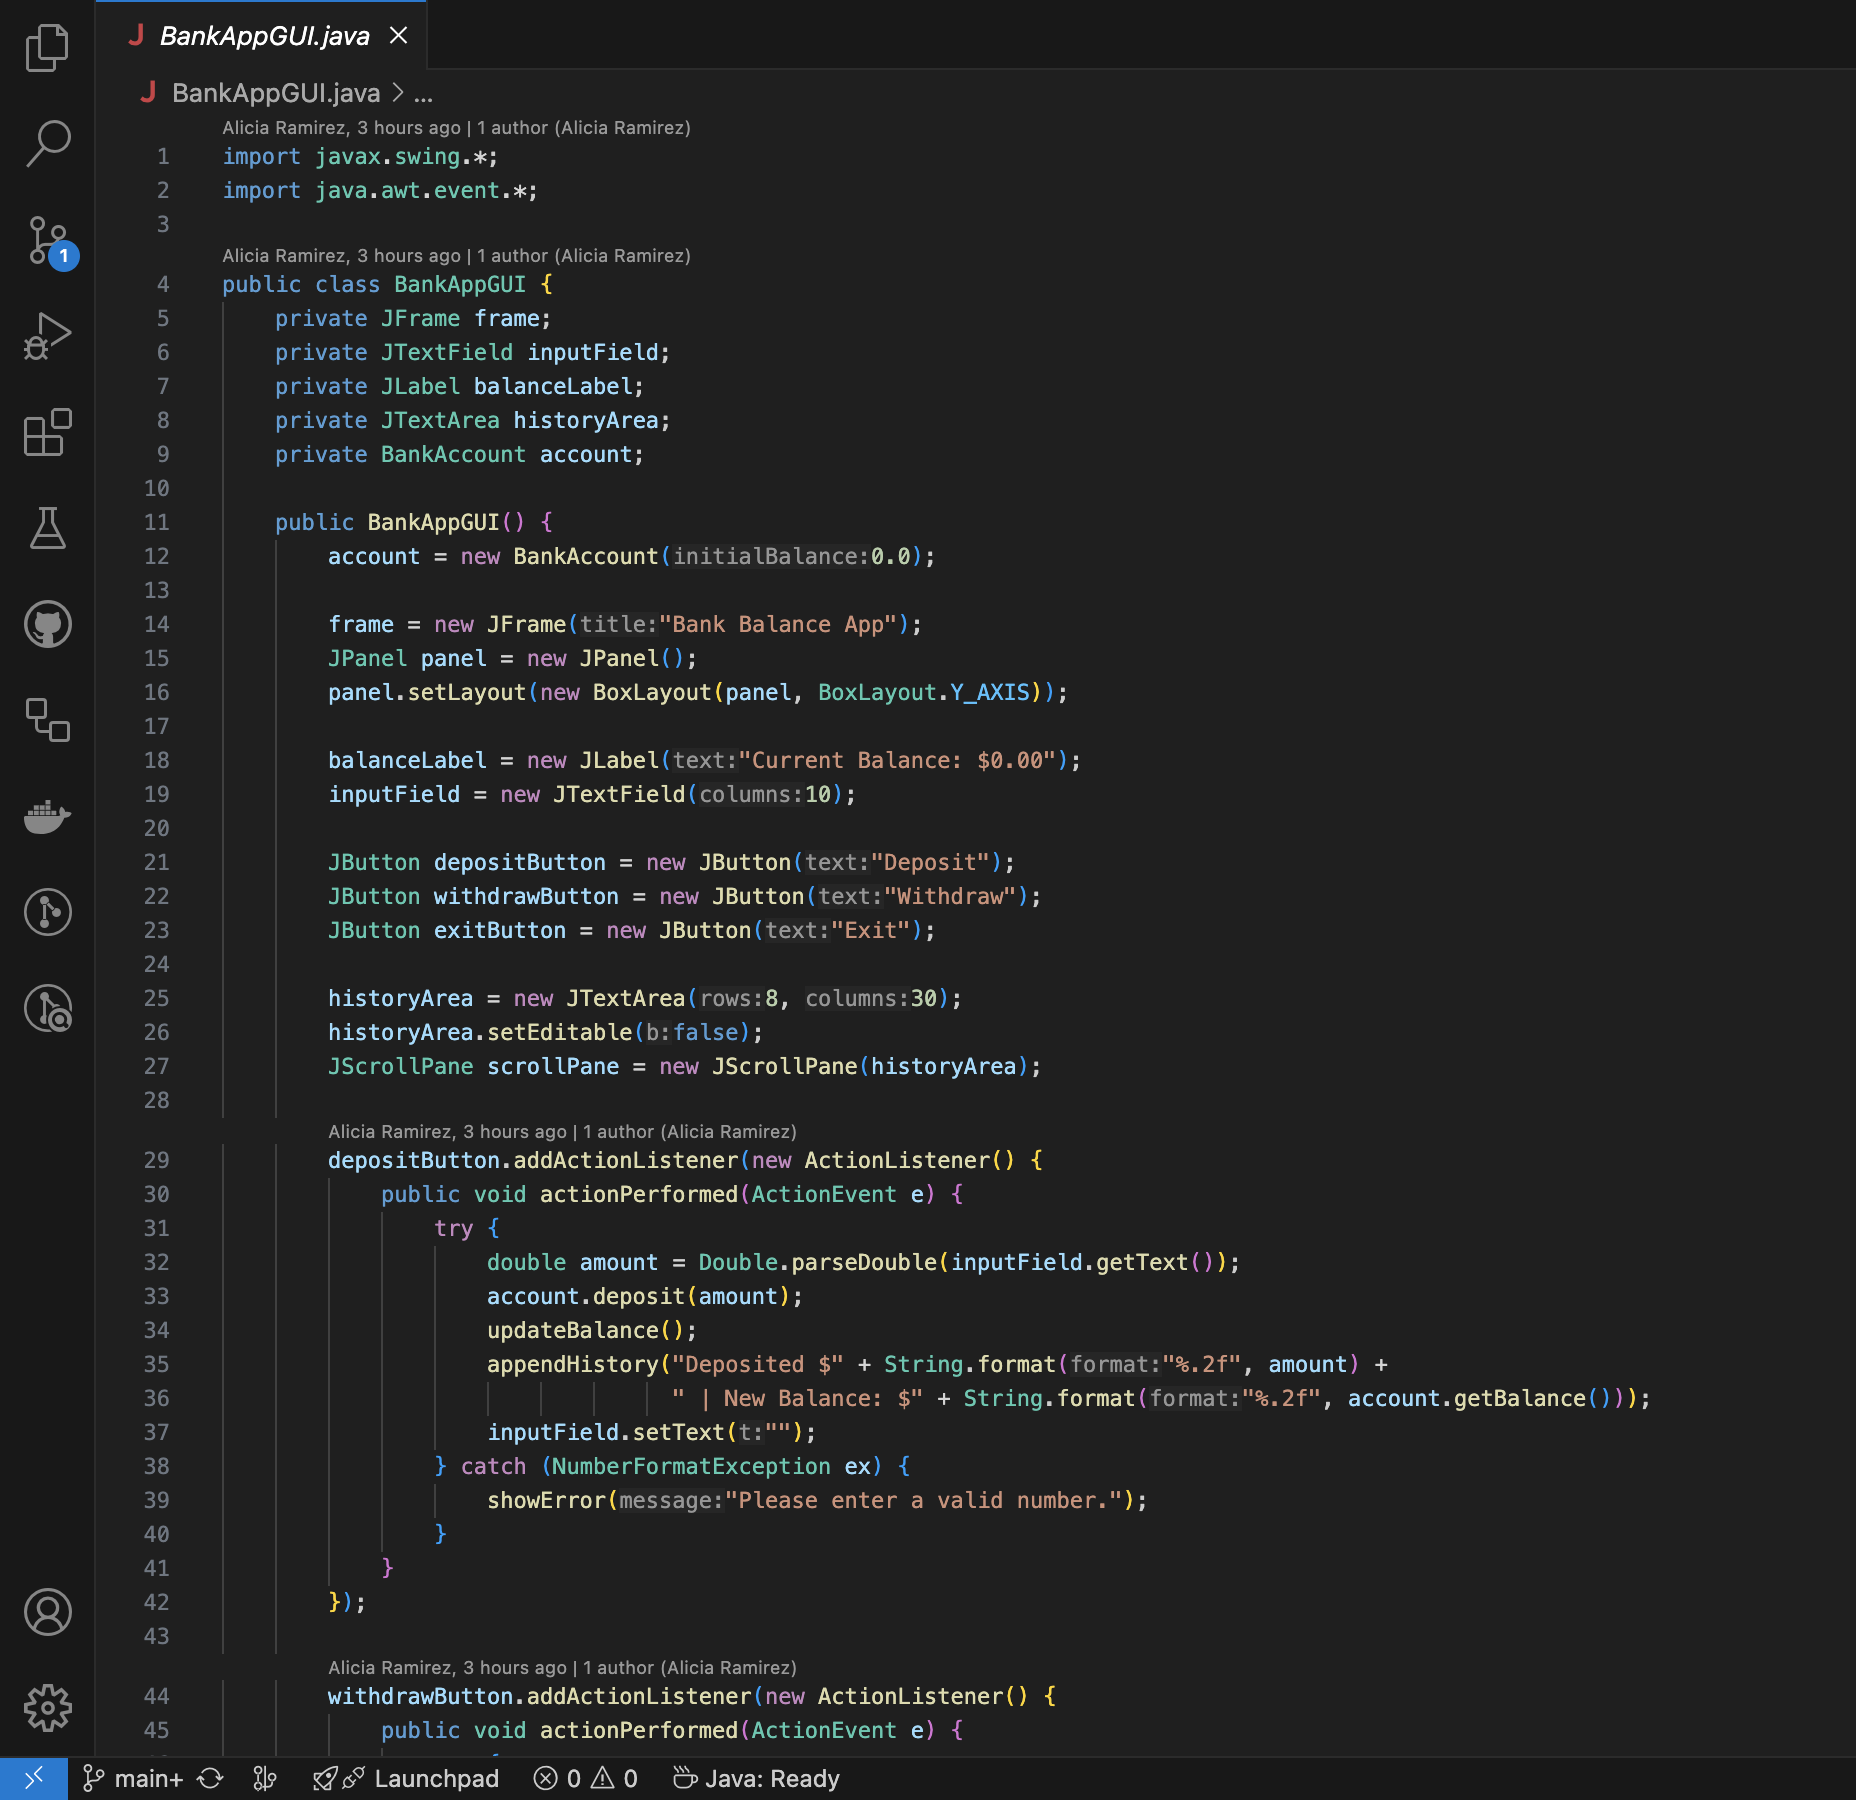 J BankAppGUI.java ×
J BankAppGUI.java > ...
Alicia Ramirez, 3 hours ago | 1 author (Alicia Ramirez)
1 import javax.swing.*;
2 import java.awt.event.*;
3
Alicia Ramirez, 3 hours ago | 1 author (Alicia Ramirez)
4 public class BankAppGUI {
5     private JFrame frame;
6     private JTextField inputField;
7     private JLabel balanceLabel;
8     private JTextArea historyArea;
9     private BankAccount account;
10
11     public BankAppGUI() {
12         account = new BankAccount(initialBalance:0.0);
13
14         frame = new JFrame(title:"Bank Balance App");
15         JPanel panel = new JPanel();
16         panel.setLayout(new BoxLayout(panel, BoxLayout.Y_AXIS));
17
18         balanceLabel = new JLabel(text:"Current Balance: $0.00");
19         inputField = new JTextField(columns:10);
20
21         JButton depositButton = new JButton(text:"Deposit");
22         JButton withdrawButton = new JButton(text:"Withdraw");
23         JButton exitButton = new JButton(text:"Exit");
24
25         historyArea = new JTextArea(rows:8, columns:30);
26         historyArea.setEditable(b:false);
27         JScrollPane scrollPane = new JScrollPane(historyArea);
28
Alicia Ramirez, 3 hours ago | 1 author (Alicia Ramirez)
29         depositButton.addActionListener(new ActionListener() {
30             public void actionPerformed(ActionEvent e) {
31                 try {
32                     double amount = Double.parseDouble(inputField.getText());
33                     account.deposit(amount);
34                     updateBalance();
35                     appendHistory("Deposited $" + String.format(format:"%.2f", amount) +
36                                   " | New Balance: $" + String.format(format:"%.2f", account.getBalance()));
37                     inputField.setText(t:"");
38                 } catch (NumberFormatException ex) {
39                     showError(message:"Please enter a valid number.");
40                 }
41             }
42         });
43
Alicia Ramirez, 3 hours ago | 1 author (Alicia Ramirez)
44         withdrawButton.addActionListener(new ActionListener() {
45             public void actionPerformed(ActionEvent e) {
1
main+ Launchpad 0 0 Java: Ready